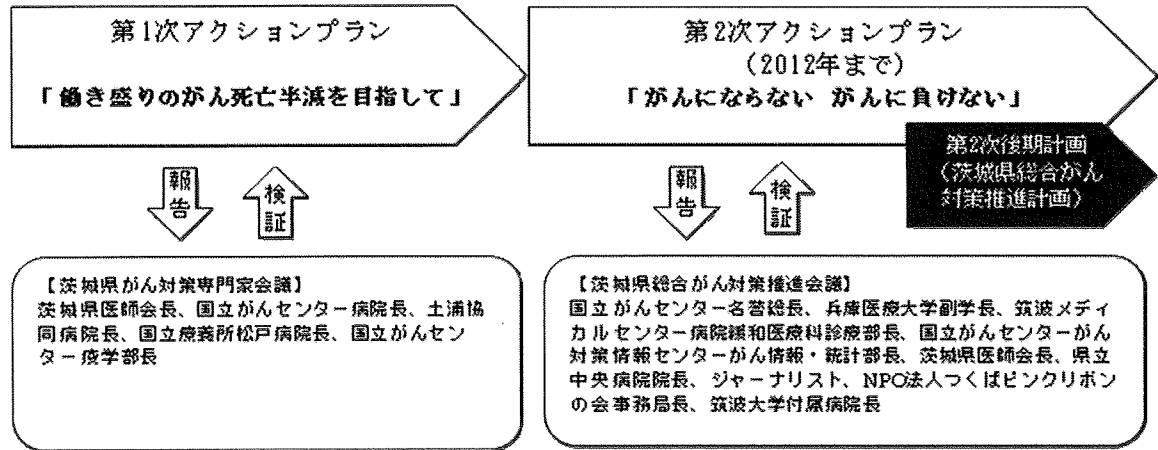 第1次アクションプラン
「働き盛りのがん死亡半減を目指して」
第2次アクションプラン
(2012年まで)
「がんにならない がんに負けない」
第2次後期計画
(茨城県総合がん
対策推進計画)
報告
検証
報告
検証
【茨城県がん対策専門家会議】
茨城県医師会長、国立がんセンター病院長、土浦協
同病院長、国立療養所松戸病院長、国立がんセン
ター疫学部長
【茨城県総合がん対策推進会議】
国立がんセンター名誉総長、兵庫医療大学副学長、筑波メディ
カルセンター病院緩和医療科診療部長、国立がんセンターがん
対策情報センターがん情報・統計部長、茨城県医師会長、県立
中央病院院長、ジャーナリスト、NPO法人つくばピンクリボン
の会事務局長、筑波大学付属病院長